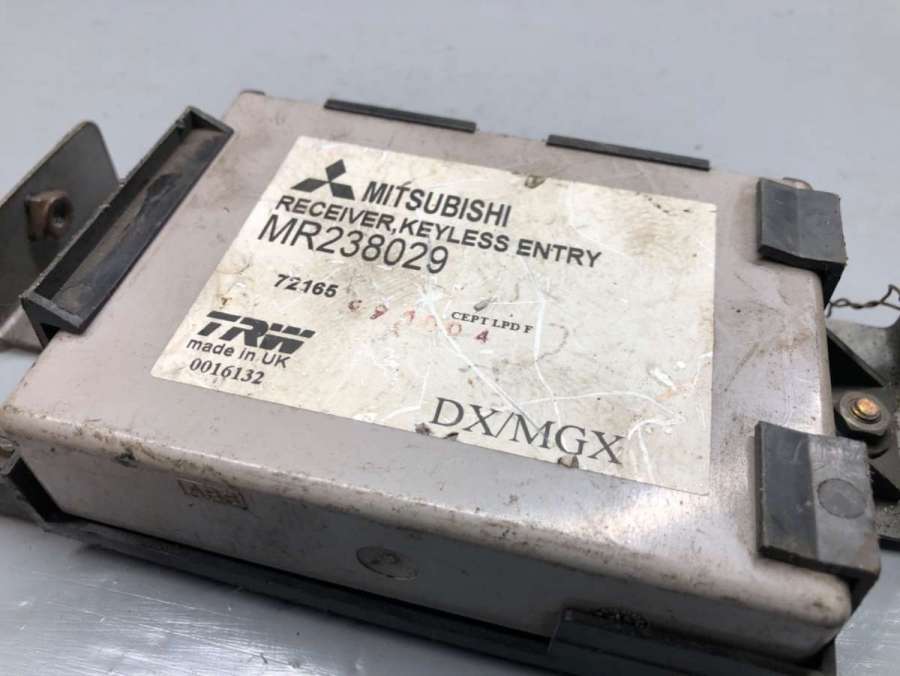 MITSUBISHI
RECEIVER,KEYLESS ENTRY
MR238029
72165
CEPT LPD F
TRW
made in UK
0016132
DX/MGX